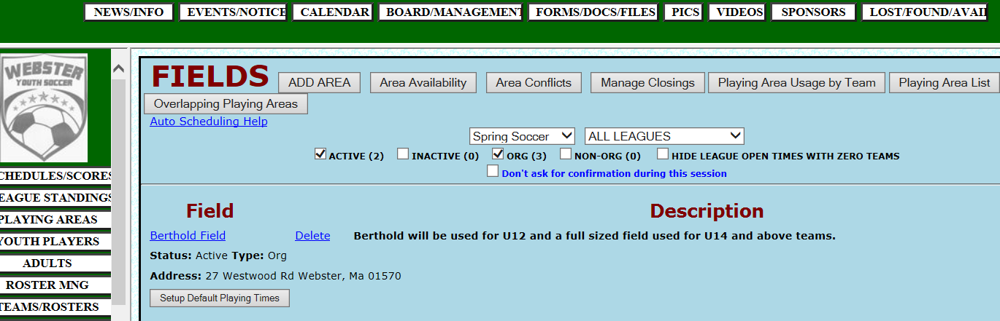 NEWS/INFO EVENTS/NOTICE CALENDAR BOARD/MANAGEMENT FORMS/DOCS/FILES PICS VIDEOS SPONSORS LOST/FOUND/AVAI
WEBSTER
YOUTH SOCCER
CHEDULES/SCORES
EAGUE STANDINGS
PLAYING AREAS
YOUTH PLAYERS
ADULTS
ROSTER MNG
TEAMS/ROSTERS
FIELDS ADD AREA Area Availability Area Conflicts Manage Closings Playing Area Usage by Team Playing Area List
Overlapping Playing Areas
Auto Scheduling Help
Spring Soccer ALL LEAGUES
ACTIVE (2) INACTIVE (0) ORG (3) NON-ORG (0) HIDE LEAGUE OPEN TIMES WITH ZERO TEAMS
Don't ask for confirmation during this session
Field Description
Berthold Field Delete Berthold will be used for U12 and a full sized field used for U14 and above teams.
Status: Active Type: Org
Address: 27 Westwood Rd Webster, Ma 01570
Setup Default Playing Times